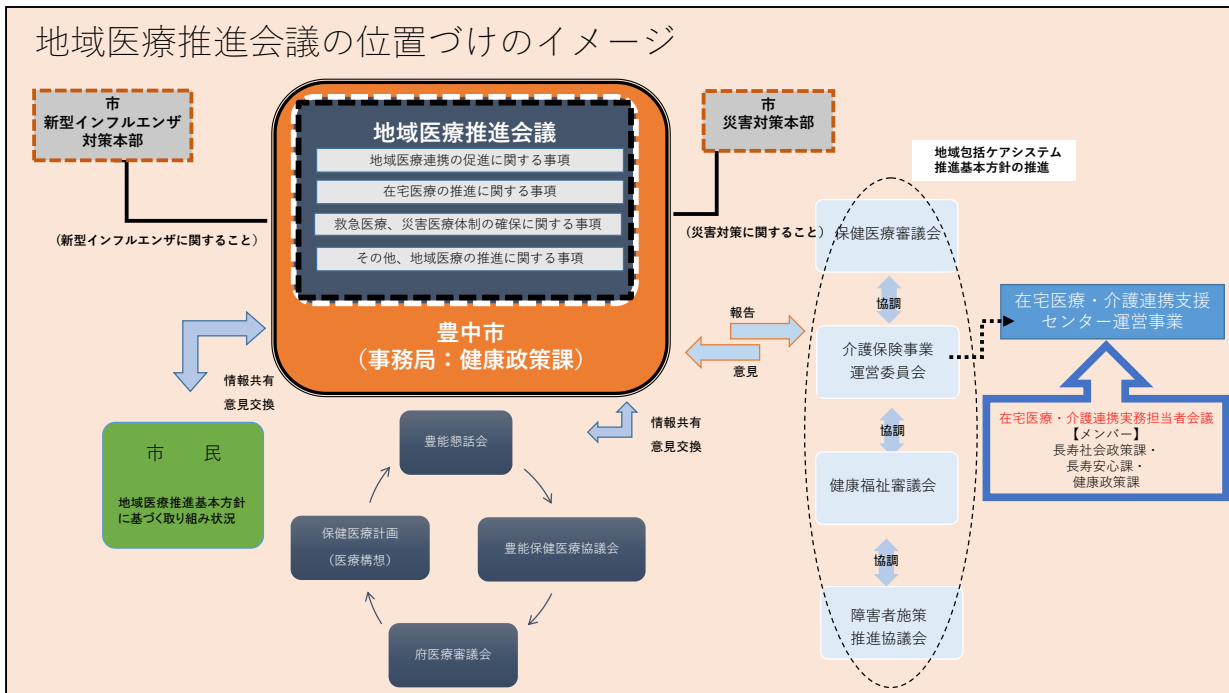 地域医療推進会議の位置づけのイメージ
市
新型インフルエンザ
対策本部
(新型インフルエンザに関すること)
地域医療推進会議
地域医療連携の促進に関する事項
在宅医療の推進に関する事項
救急医療、災害医療体制の確保に関する事項
その他、地域医療の推進に関する事項
豊中市
(事務局:健康政策課)
市
災害対策本部
(災害対策に関すること)
地域包括ケアシステム
推進基本方針の推進
保健医療審議会
協調
介護保険事業
運営委員会
協調
健康福祉審議会
協調
障害者施策
推進協議会
報告
意見
在宅医療・介護連携支援
センター運営事業
在宅医療・介護連携実務担当者会議
【メンバー】
長寿社会政策課・
長寿安心課・
健康政策課
情報共有
意見交換
市 民
地域医療推進基本方針
に基づく取り組み状況
情報共有
意見交換
豊能懇話会
豊能保健医療協議会
府医療審議会
保健医療計画
(医療構想)